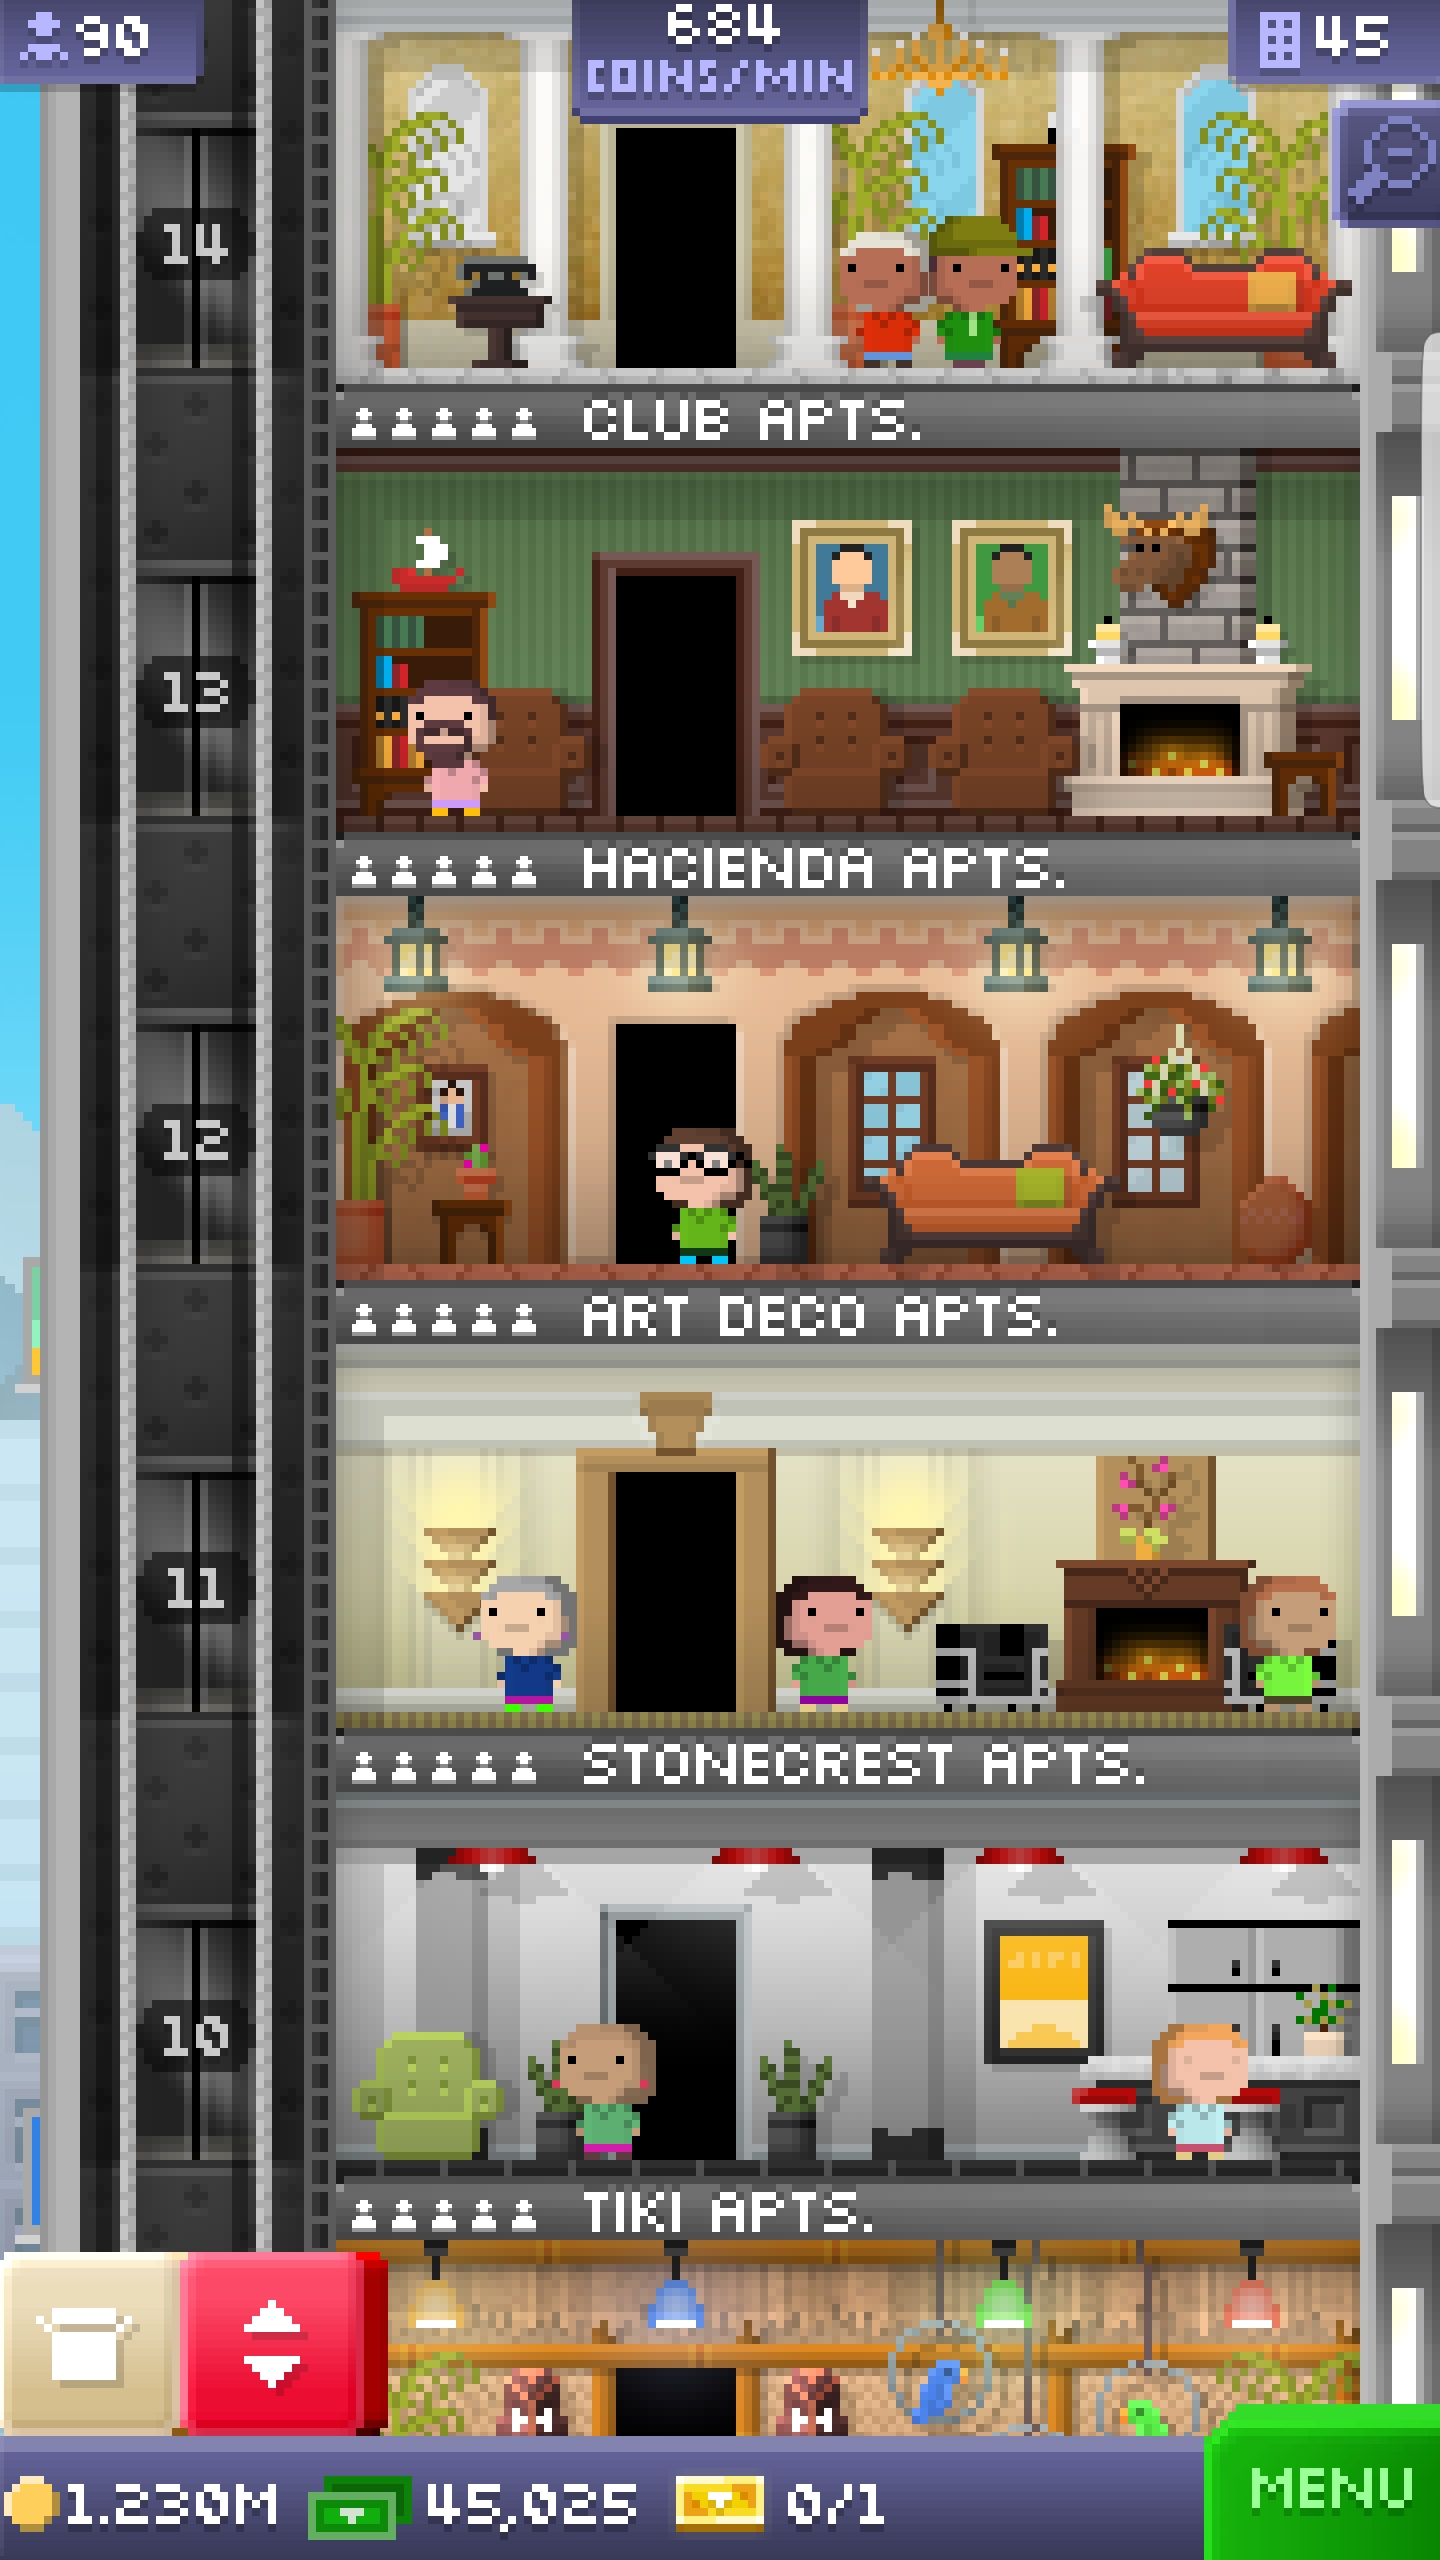 90
684
COINS/MIN
45
14
CLUB APTS.
13
HACIENDA APTS.
12
ART DECO APTS.
11
STONECREST APTS.
10
TIKI APTS.
1.230M
45,025
0/1
MENU